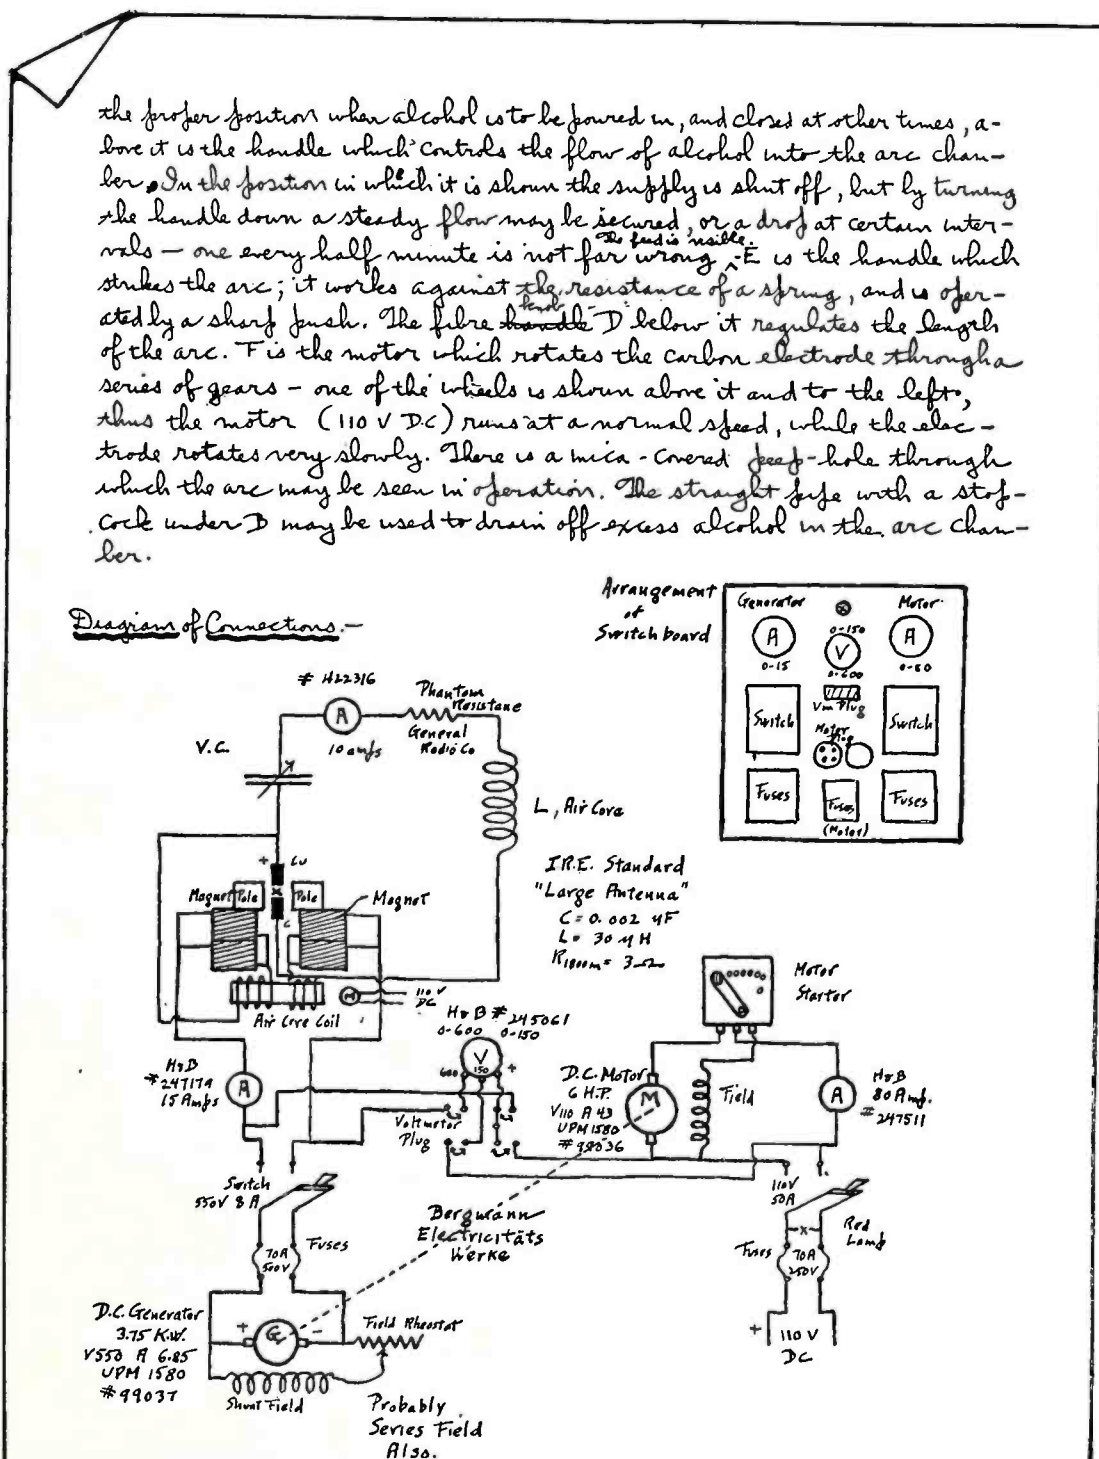 the proper position when alcohol is to be poured in, and closed at other times, a-
bove it is the handle which controls the flow of alcohol into the arc cham-
ber. In the position in which it is shown the supply is shut off, but by turning
the handle down a steady flow may be secured, or a drop at certain inter-
vals — one every half minute is not far wrong. The feed is visible. - E is the handle which
strikes the arc; it works against the resistance of a spring, and is oper-
ated by a sharp push. The fibre handle knob D below it regulates the length
of the arc. F is the motor which rotates the carbon electrode through a
series of gears - one of the wheels is shown above it and to the left,
thus the motor (110 V D.C) runs at a normal speed, while the elec-
trode rotates very slowly. There is a mica-covered peep-hole through
which the arc may be seen in operation. The straight pipe with a stop-
cock under D may be used to drain off excess alcohol in the arc cham-
ber.
Diagram of Connections.-
Arrangement
of
Switchboard
Generator
Motor
A
0-15
0-150
V
0-600
A
0-80
Vm Plug
Switch
Motor
Plug
Switch
Fuses
Fuses
(Motor)
Fuses
# 422316
A
10 amps
Phantom
Resistane
General
Radio Co
V.C.
L, Air Core
+ Cu
Magnet
Pole
Pole
Magnet
C
I.R.E. Standard
"Large Antenna"
C = 0.002 µF
L = 30 µH
R1800m = 3Ω
M
110 V
DC
Air Core Coil
Motor
Starter
H&B # 245061
0-600 0-150
V
150
600
+
H&B
# 247179
15 Amps
A
Voltmeter
Plug
D.C. Motor
6 H.P.
V110 A 43
UPM 1580
# 99036
M
Field
A
H&B
80 Amp.
# 247511
Switch
550V 8A
110V
50A
Bergmann
Electricitäts
Werke
Fuses
70A
500V
x
Red
Lamp
Fuses
70A
250V
D.C. Generator
3.75 K.W.
V550 A 6.85
UPM 1580
# 99037
+
G
-
Field Rheostat
Shunt Field
+ 110 V
DC
Probably
Series Field
Also.